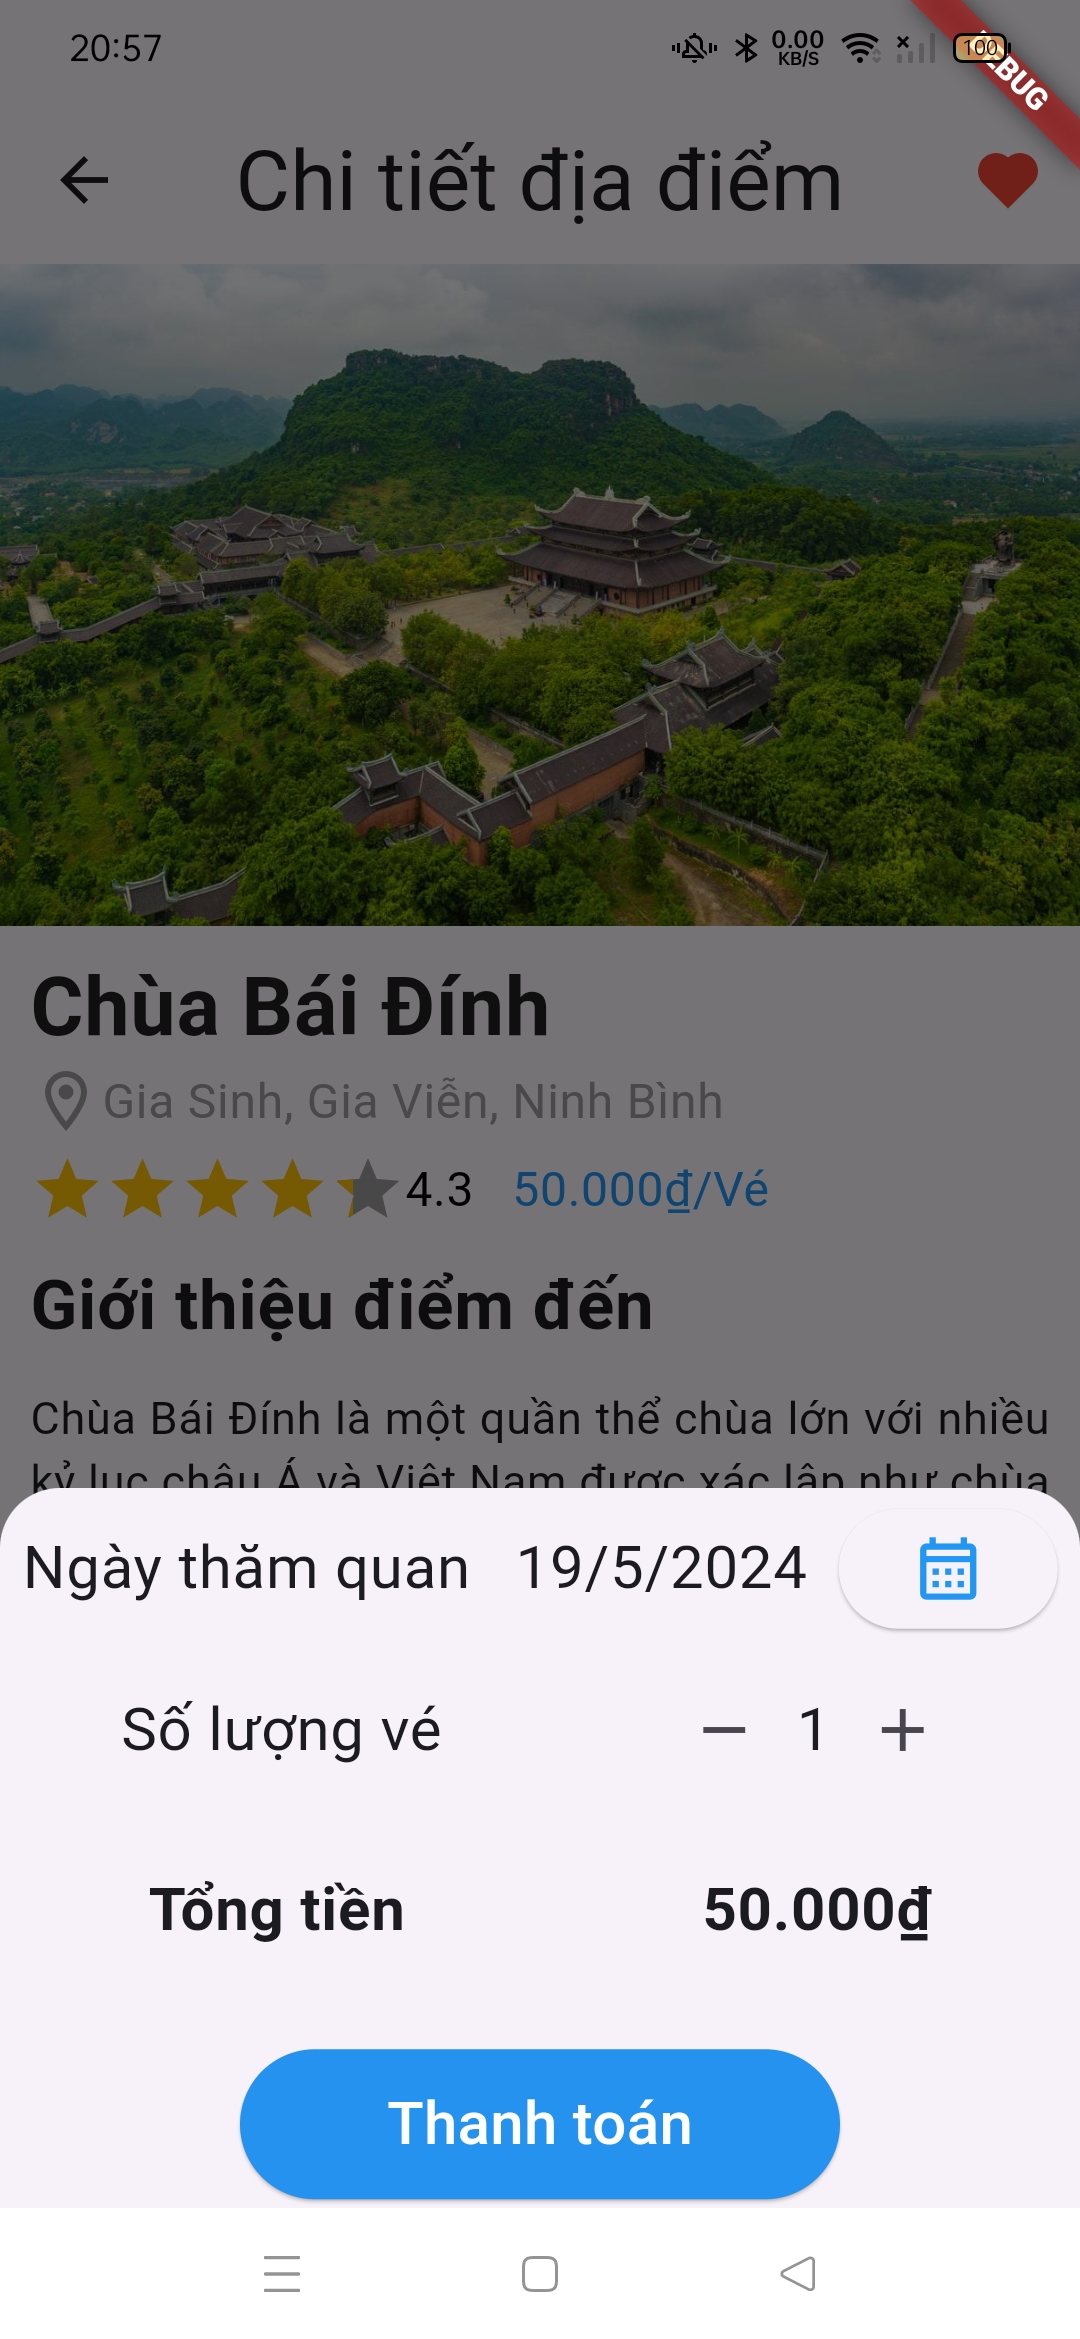 20:57
0.00
KB/S
100
Chi tiết địa điểm
Chùa Bái Đính
Gia Sinh, Gia Viễn, Ninh Bình
4.3 50.000₫/Vé
Giới thiệu điểm đến
Chùa Bái Đính là một quần thể chùa lớn với nhiều
kỷ lục châu Á và Việt Nam được xác lập như chùa
Ngày thăm quan 19/5/2024
Số lượng vé 1
Tổng tiền 50.000₫
Thanh toán